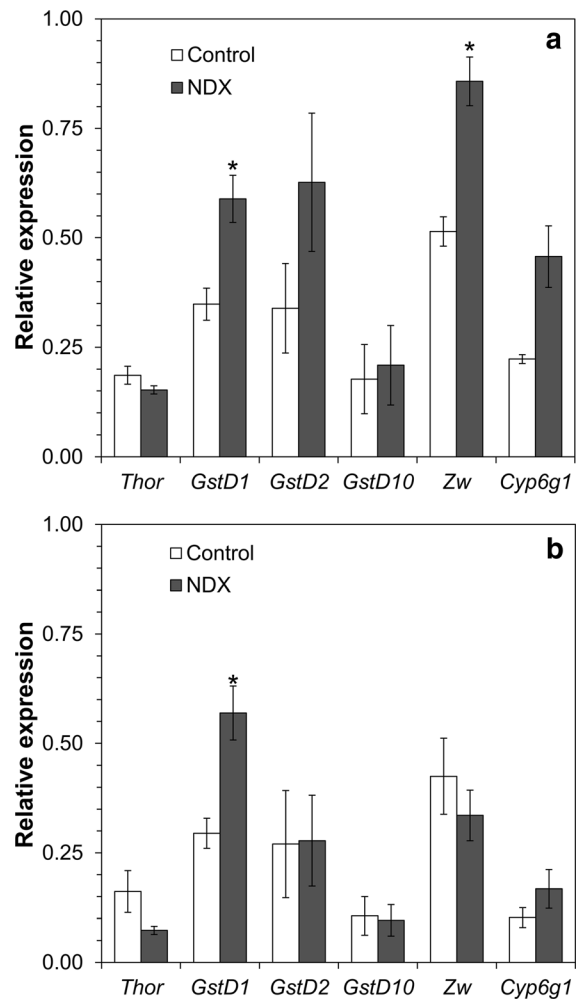 1.00
a
Control
*
NDX
0.75
*
Relative expression
0.50
0.25
0.00
Thor GstD1 GstD2 GstD10 Zw Cyp6g1
1.00
b
Control
NDX
0.75
*
Relative expression
0.50
0.25
0.00
Thor GstD1 GstD2 GstD10 Zw Cyp6g1